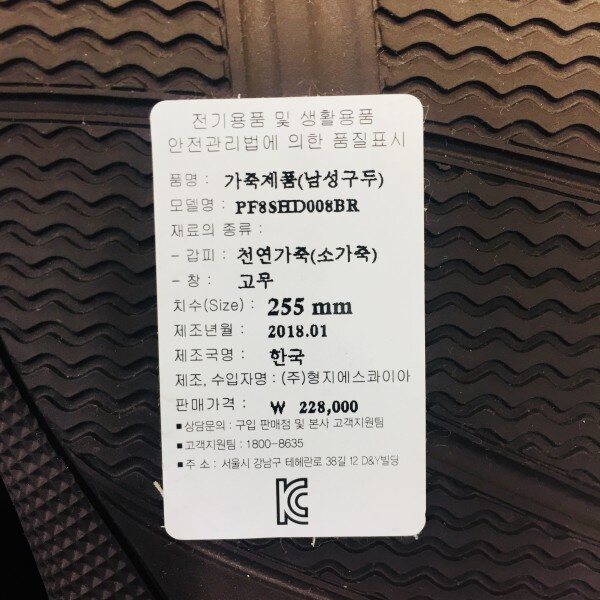 전기용품 및 생활용품
안전관리법에 의한 품질표시
품명 : 가죽제품(남성구두)
모델명 : PF8SHD008BR
재료의 종류 :
- 갑피 : 천연가죽(소가죽)
- 창 : 고무
치수(Size) : 255 mm
제조년월 : 2018.01
제조국명 : 한국
제조, 수입자명 : (주)형지에스콰이아
판매가격 : ₩ 228,000
■ 상담문의 : 구입 판매점 및 본사 고객지원팀
■ 고객지원팀 : 1800-8635
■ 주 소 : 서울시 강남구 테헤란로 38길 12 D&Y빌딩
KC